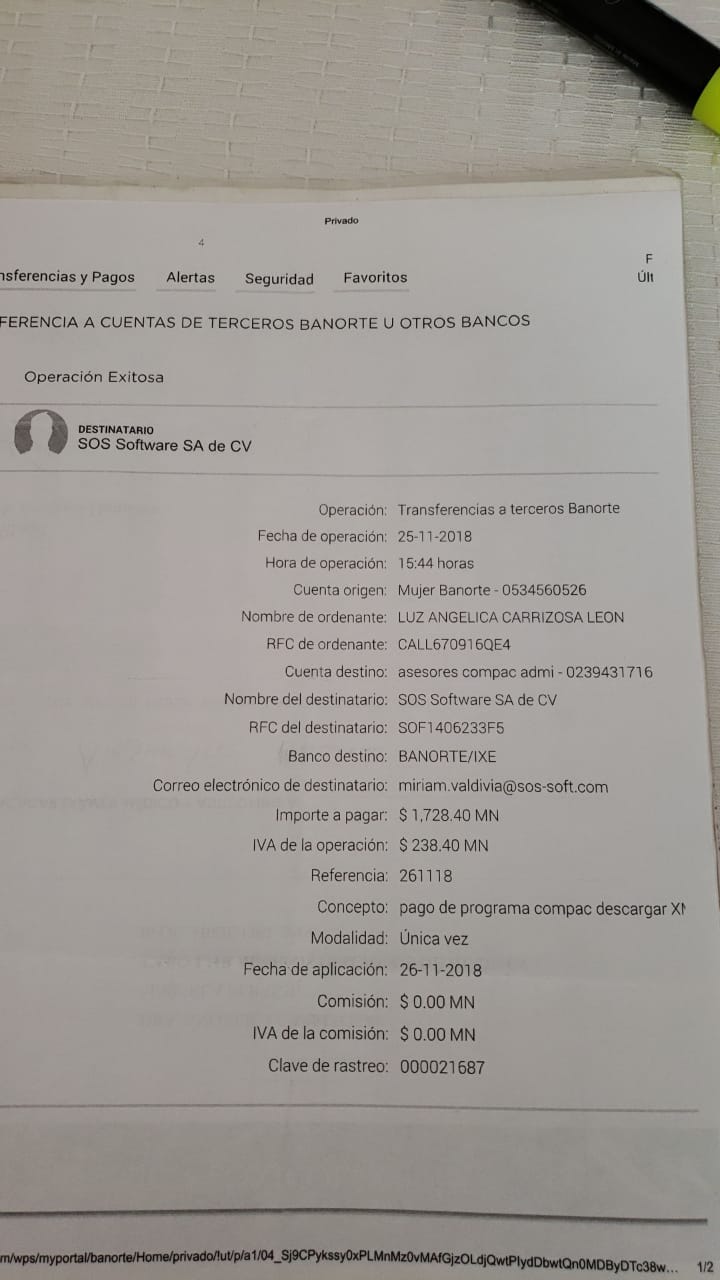 Privado
4
F
nsferencias y Pagos Alertas Seguridad Favoritos Últ
FERENCIA A CUENTAS DE TERCEROS BANORTE U OTROS BANCOS
Operación Exitosa
DESTINATARIO
SOS Software SA de CV
Operación: Transferencias a terceros Banorte
Fecha de operación: 25-11-2018
Hora de operación: 15:44 horas
Cuenta origen: Mujer Banorte - 0534560526
Nombre de ordenante: LUZ ANGELICA CARRIZOSA LEON
RFC de ordenante: CALL670916QE4
Cuenta destino: asesores compac admi - 0239431716
Nombre del destinatario: SOS Software SA de CV
RFC del destinatario: SOF1406233F5
Banco destino: BANORTE/IXE
Correo electrónico de destinatario: miriam.valdivia@sos-soft.com
Importe a pagar: $ 1,728.40 MN
IVA de la operación: $ 238.40 MN
Referencia: 261118
Concepto: pago de programa compac descargar XM
Modalidad: Única vez
Fecha de aplicación: 26-11-2018
Comisión: $ 0.00 MN
IVA de la comisión: $ 0.00 MN
Clave de rastreo: 000021687
m/wps/myportal/banorte/Home/privado/!ut/p/a1/04_Sj9CPykssy0xPLMnMz0vMAfGjzOLdjQwtPIydDbwtQn0MDByDTc38w... 1/2